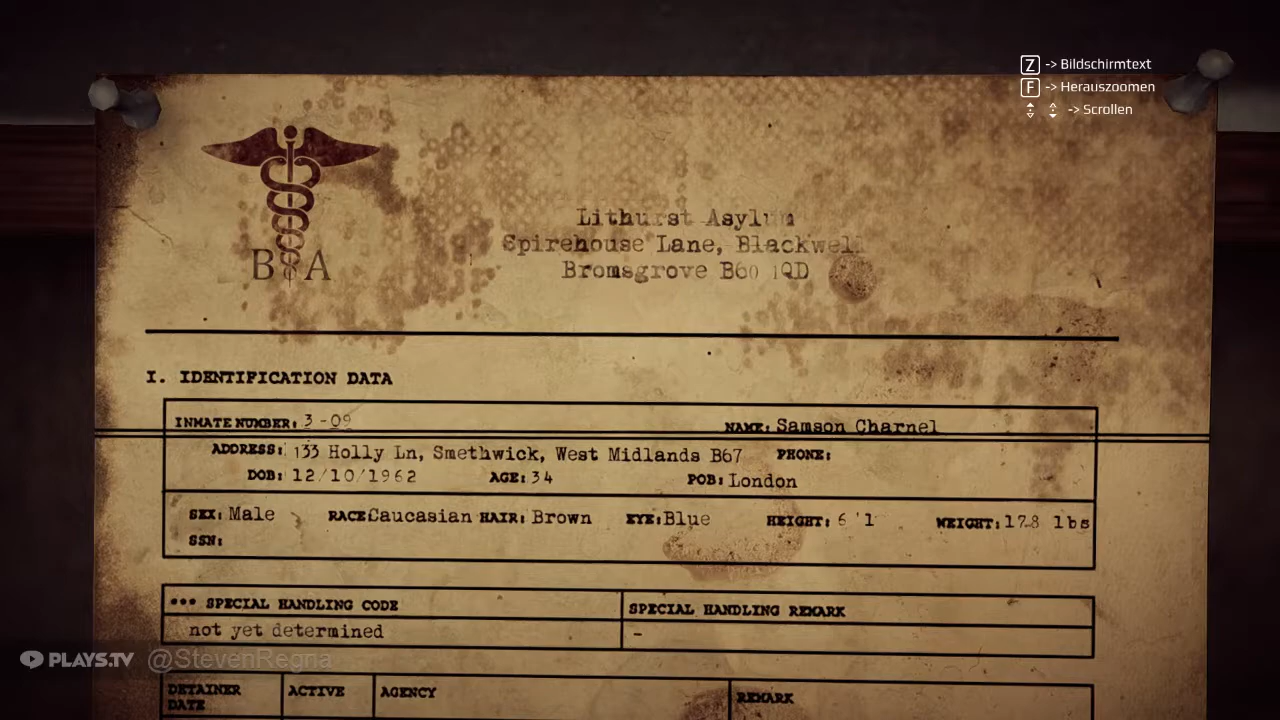 Z -> Bildschirmtext
F -> Herauszoomen
-> Scrollen
B A
Lithurst Asylum
Spirehouse Lane, Blackwell
Bromsgrove B60 1QD
I. IDENTIFICATION DATA
INMATE NUMBER: 3-09 NAME: Samson Charnel
ADDRESS: 133 Holly Ln, Smethwick, West Midlands B67 PHONE:
DOB: 12/10/1962 AGE: 34 POB: London
SEX: Male RACE Caucasian HAIR: Brown EYE: Blue HEIGHT: 6'1 WEIGHT: 178 lbs
SSN:
*** SPECIAL HANDLING CODE SPECIAL HANDLING REMARK
not yet determined -
DETAINER DATE ACTIVE AGENCY REMARK
PLAYS.TV @StevenRegna